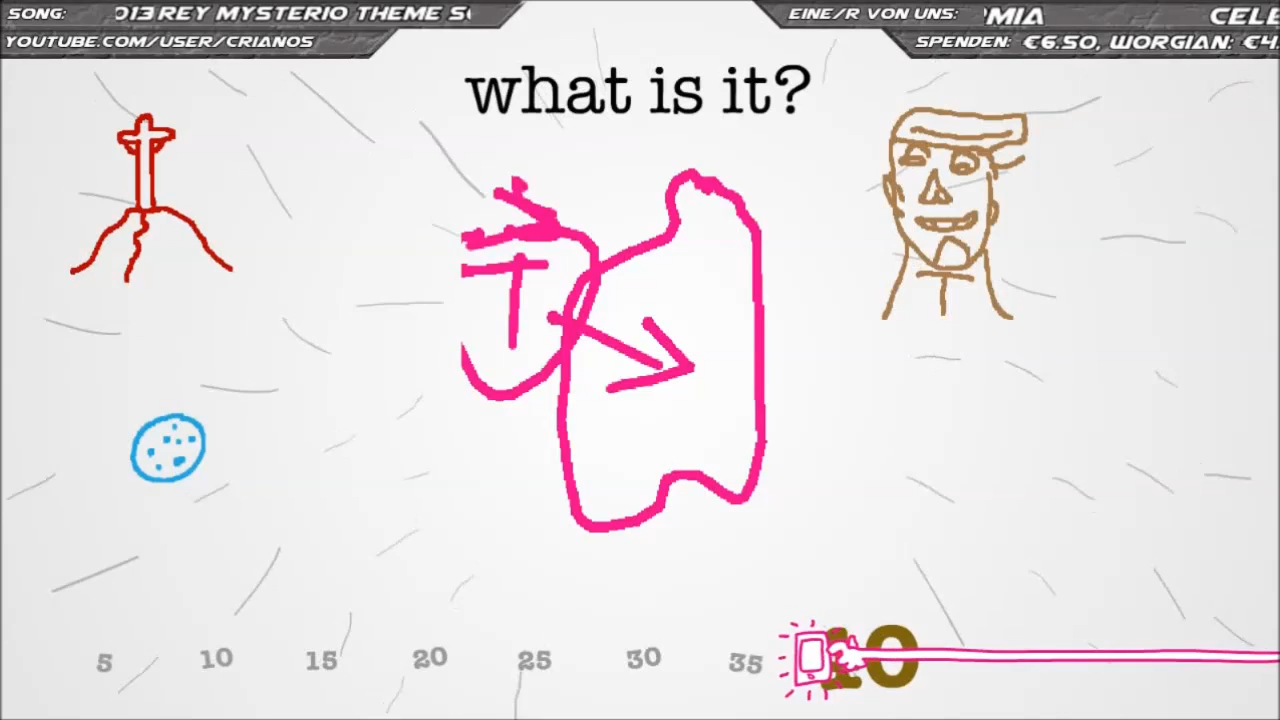 SONG: 013 REY MYSTERIO THEME S
EINE/R VON UNS: MIA CELE
YOUTUBE.COM/USER/CRIANOS
SPENDEN: €6.50, WORGIAN: €4
what is it?
5 10 15 20 25 30 35 10